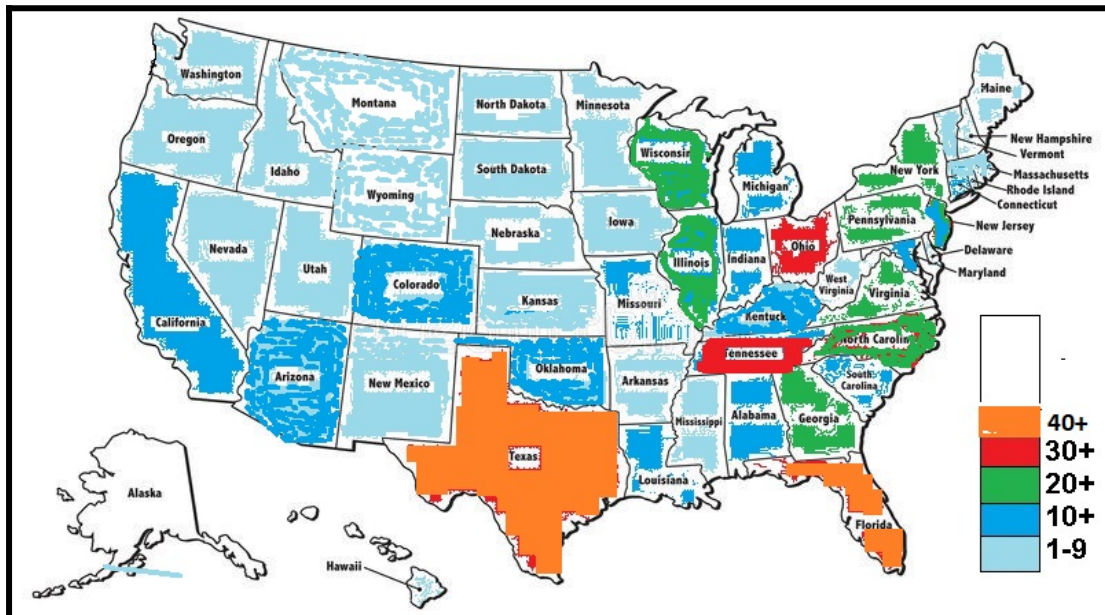 Washington
Montana
North Dakota
Minnesota
Maine
Oregon
Idaho
South Dakota
Wisconsin
Michigan
New York
New Hampshire
Vermont
Massachusetts
Rhode Island
Connecticut
Wyoming
Nebraska
Iowa
Pennsylvania
New Jersey
Nevada
Utah
Colorado
Kansas
Missouri
Illinois
Indiana
Ohio
West
Virginia
Virginia
Delaware
Maryland
California
Arizona
New Mexico
Oklahoma
Arkansas
Kentuck
Tennessee
North Carolin
South
Carolina
Texas
Louisiana
Mississippi
Alabama
Georgia
Florida
Alaska
Hawaii
-
40+
30+
20+
10+
1-9